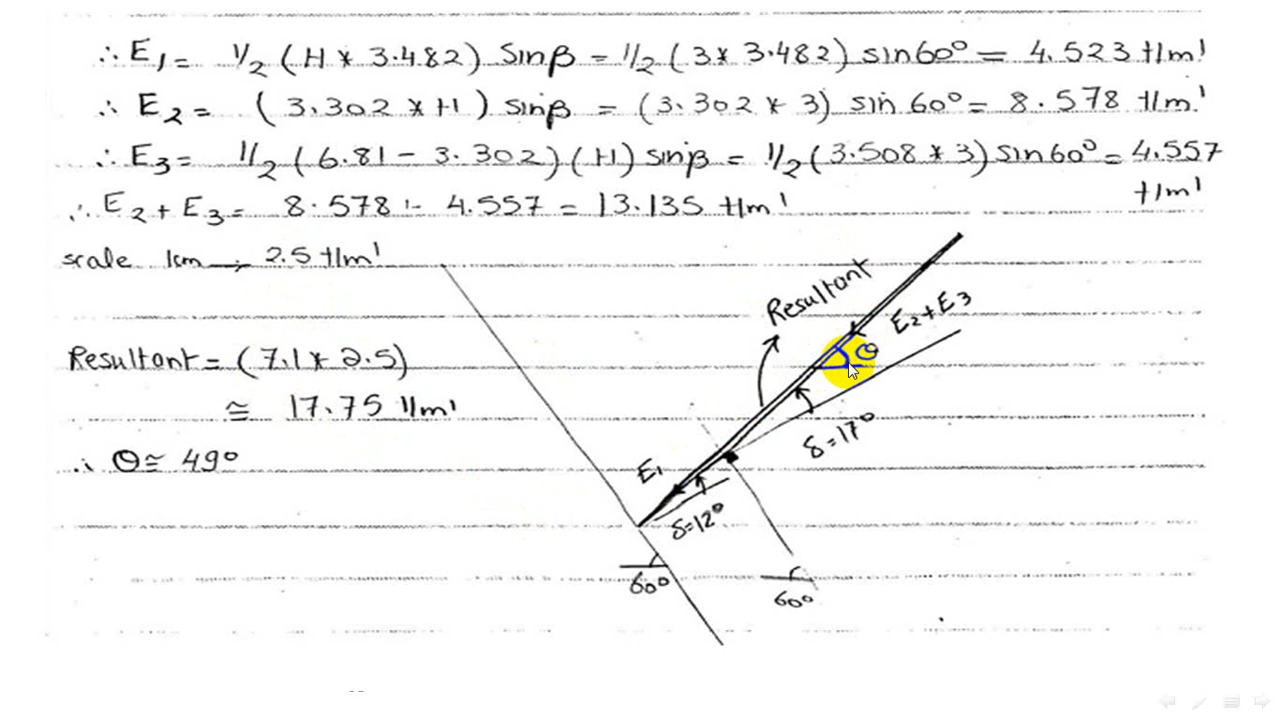 ∴ E1 = 1/2 (H * 3.482) Sinβ = 1/2 (3 * 3.482) sin60° = 4.523 t/m'
∴ E2 = (3.302 * H) sinβ = (3.302 * 3) sin 60° = 8.578 t/m'
∴ E3 = 1/2 (6.81 - 3.302) (H) sinβ = 1/2 (3.508 * 3) sin60° = 4.557 t/m'
∴ E2 + E3 = 8.578 + 4.557 = 13.135 t/m'
scale 1cm → 2.5 t/m'
Resultant = (7.1 * 2.5)
≅ 17.75 t/m'
∴ Θ ≅ 49°
Resultant
E2 + E3
Θ
δ=17°
E1
δ=12°
60°
60°